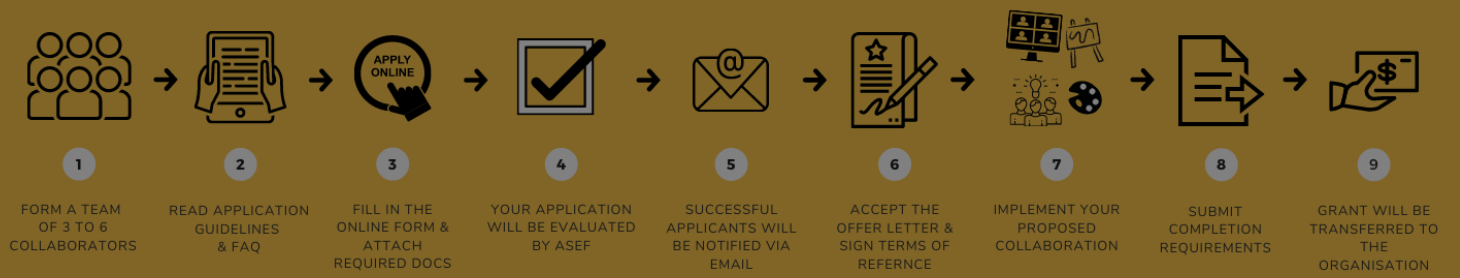 APPLY
ONLINE
@
$
1
FORM A TEAM
OF 3 TO 6
COLLABORATORS
2
READ APPLICATION
GUIDELINES
& FAQ
3
FILL IN THE
ONLINE FORM &
ATTACH
REQUIRED DOCS
4
YOUR APPLICATION
WILL BE EVALUATED
BY ASEF
5
SUCCESSFUL
APPLICANTS WILL
BE NOTIFIED VIA
EMAIL
6
ACCEPT THE
OFFER LETTER &
SIGN TERMS OF
REFERNCE
7
IMPLEMENT YOUR
PROPOSED
COLLABORATION
8
SUBMIT
COMPLETION
REQUIREMENTS
9
GRANT WILL BE
TRANSFERRED TO
THE
ORGANISATION